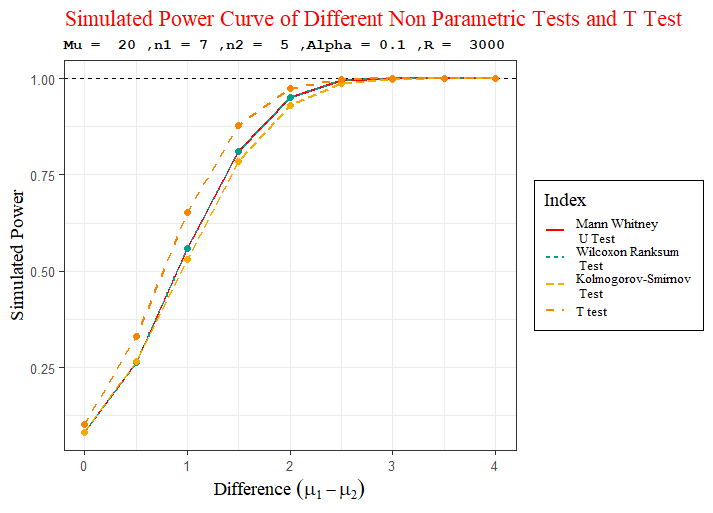 Simulated Power Curve of Different Non Parametric Tests and T Test
Mu =  20 ,n1 = 7 ,n2 =  5 ,Alpha = 0.1 ,R =  3000
1.00
0.75
0.50
0.25
Simulated Power
0 1 2 3 4
Difference (μ1 − μ2)
Index
Mann Whitney
U Test
Wilcoxon Ranksum
Test
Kolmogorov-Smirnov
Test
T test